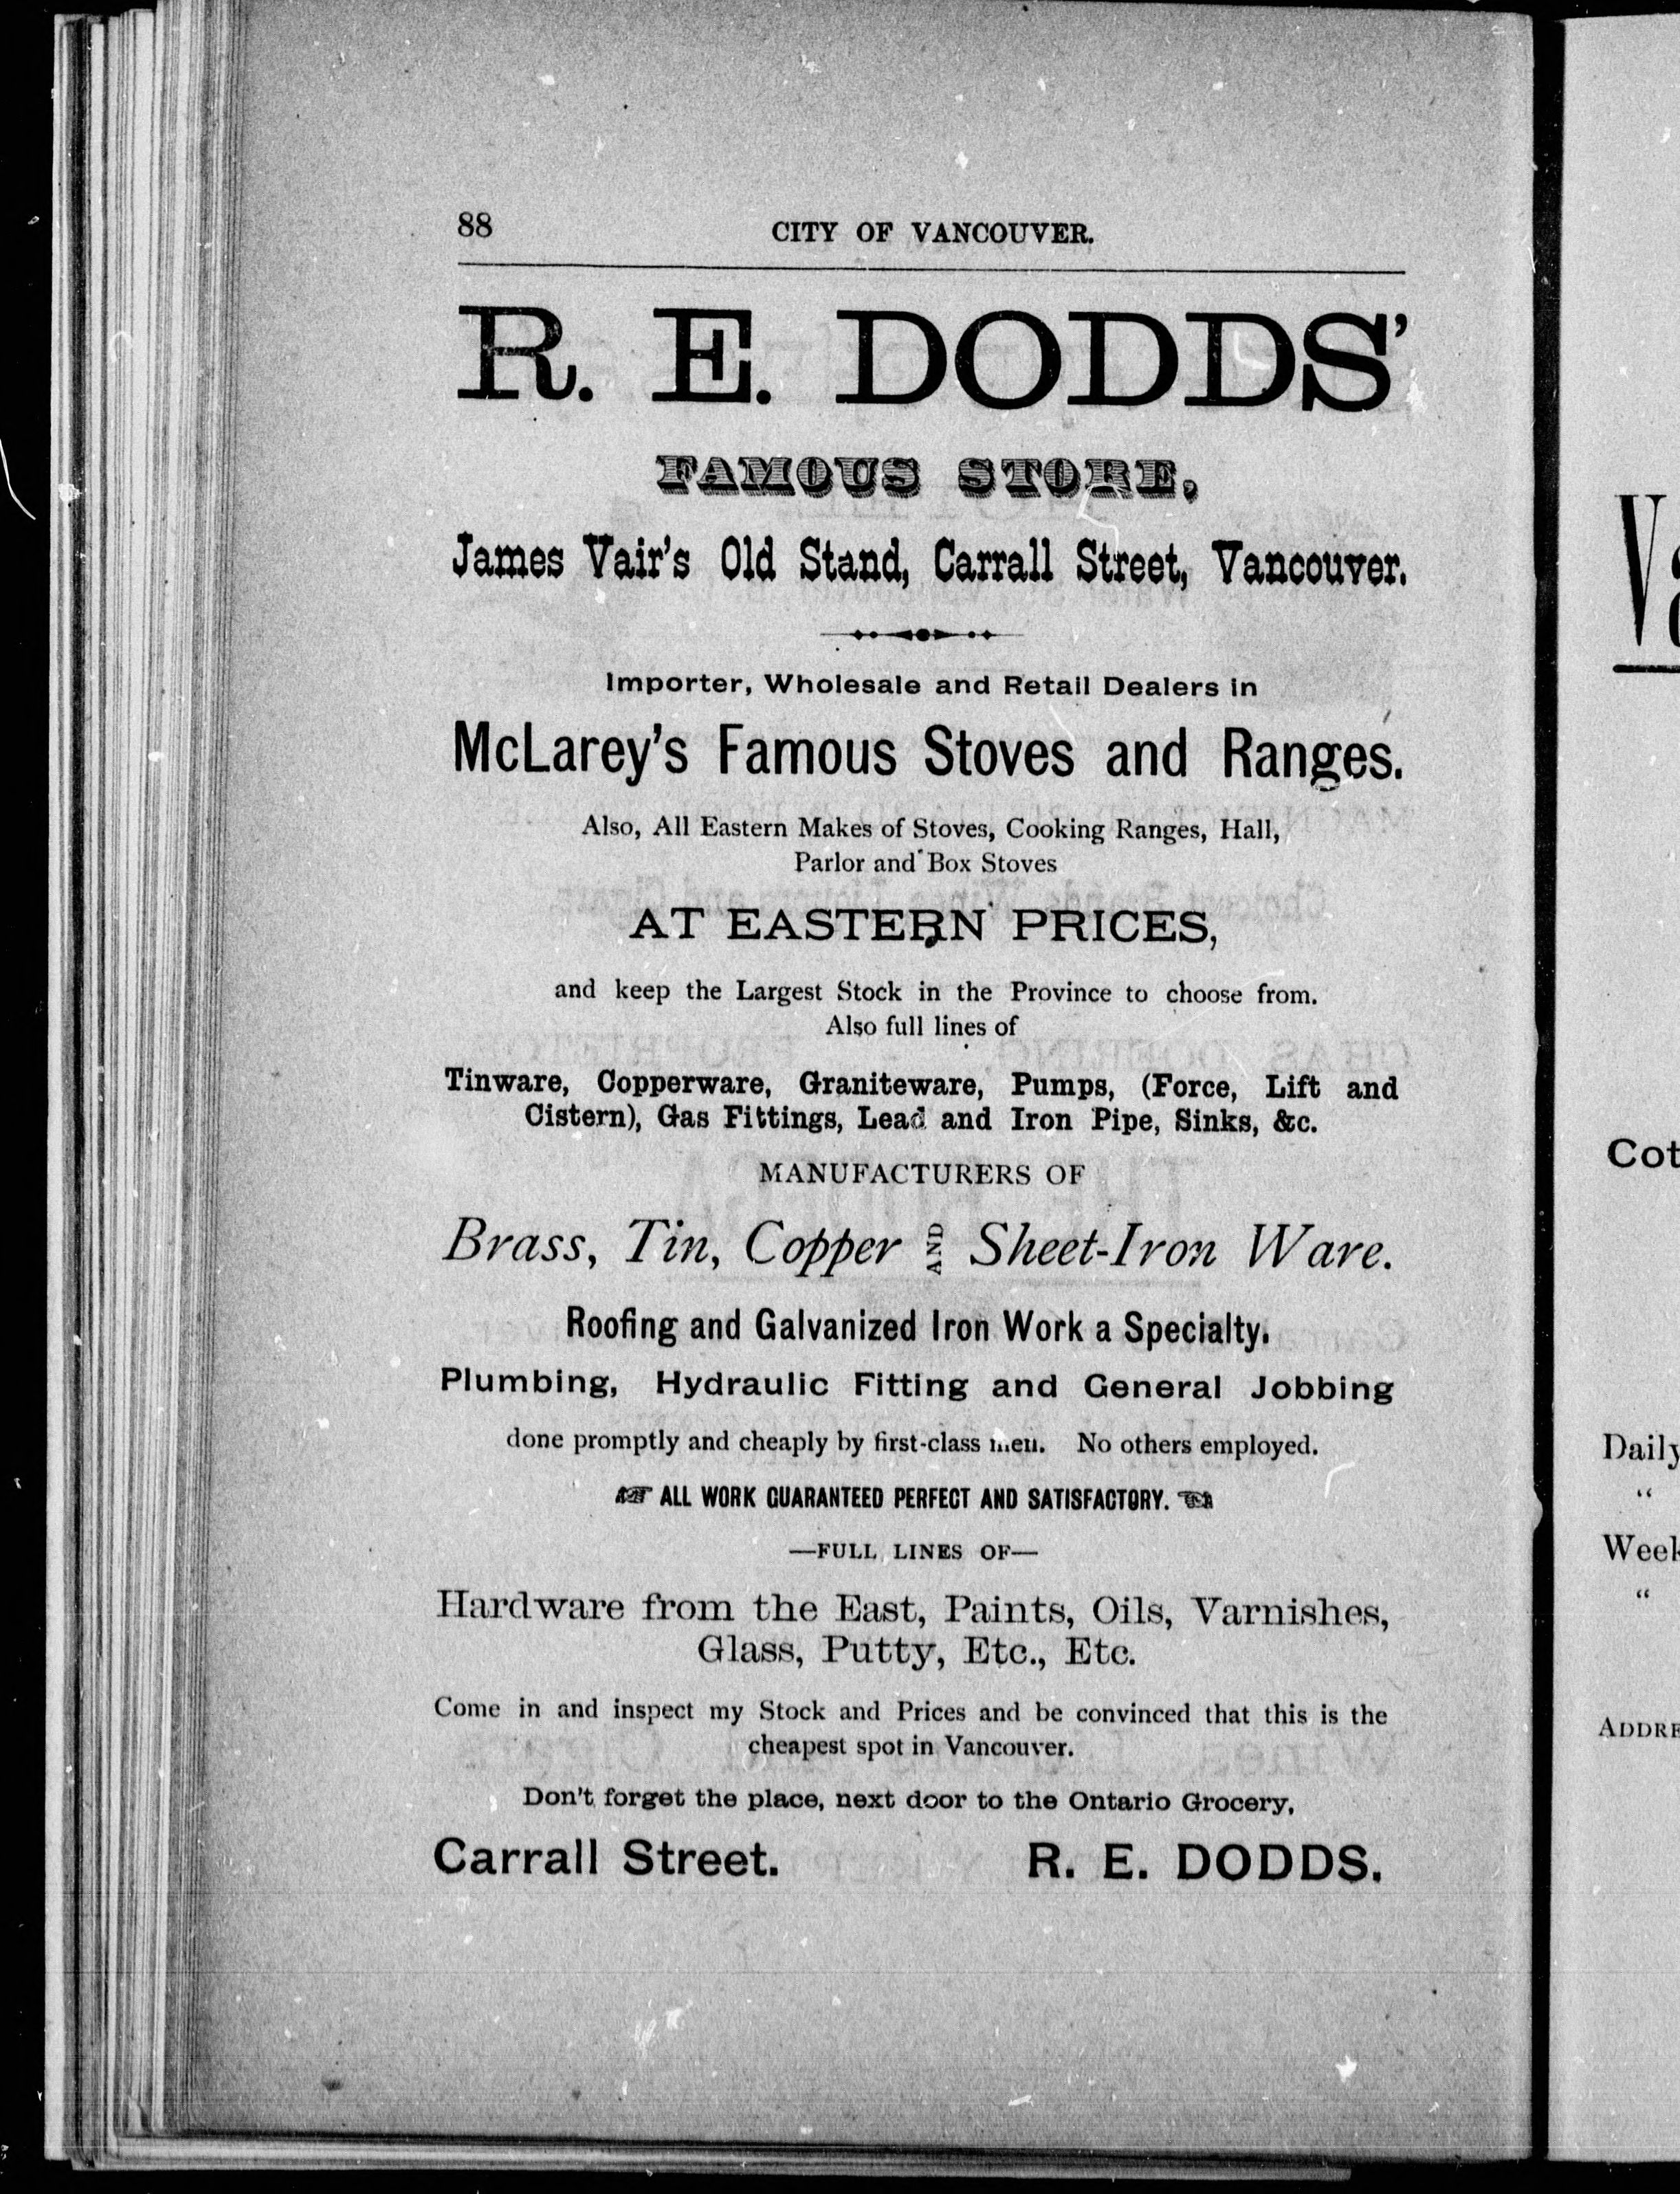 88 CITY OF VANCOUVER.
R. E. DODDS'
FAMOUS STORE,
James Vair's Old Stand, Carrall Street, Vancouver.
Importer, Wholesale and Retail Dealers in
McLarey's Famous Stoves and Ranges.
Also, All Eastern Makes of Stoves, Cooking Ranges, Hall,
Parlor and Box Stoves
AT EASTERN PRICES,
and keep the Largest Stock in the Province to choose from.
Also full lines of
Tinware, Copperware, Graniteware, Pumps, (Force, Lift and
Cistern), Gas Fittings, Lead and Iron Pipe, Sinks, &c.
MANUFACTURERS OF
Brass, Tin, Copper AND Sheet-Iron Ware.
Roofing and Galvanized Iron Work a Specialty.
Plumbing, Hydraulic Fitting and General Jobbing
done promptly and cheaply by first-class men. No others employed.
☞ ALL WORK GUARANTEED PERFECT AND SATISFACTORY. ☜
—FULL LINES OF—
Hardware from the East, Paints, Oils, Varnishes,
Glass, Putty, Etc., Etc.
Come in and inspect my Stock and Prices and be convinced that this is the
cheapest spot in Vancouver.
Don't forget the place, next door to the Ontario Grocery,
Carrall Street. R. E. DODDS.
Cot
Daily
"
Week
"
ADDRE